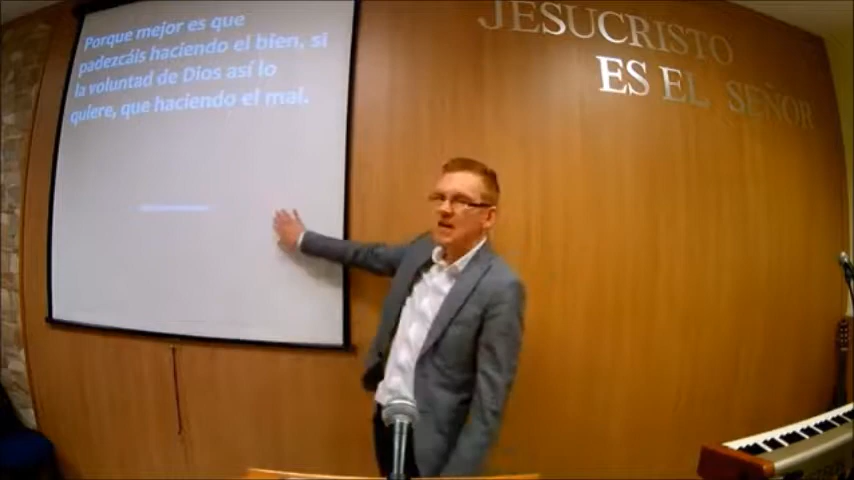 Porque mejor es que
padezcáis haciendo el bien, si
la voluntad de Dios así lo
quiere, que haciendo el mal.
JESUCRISTO
ES EL SEÑOR